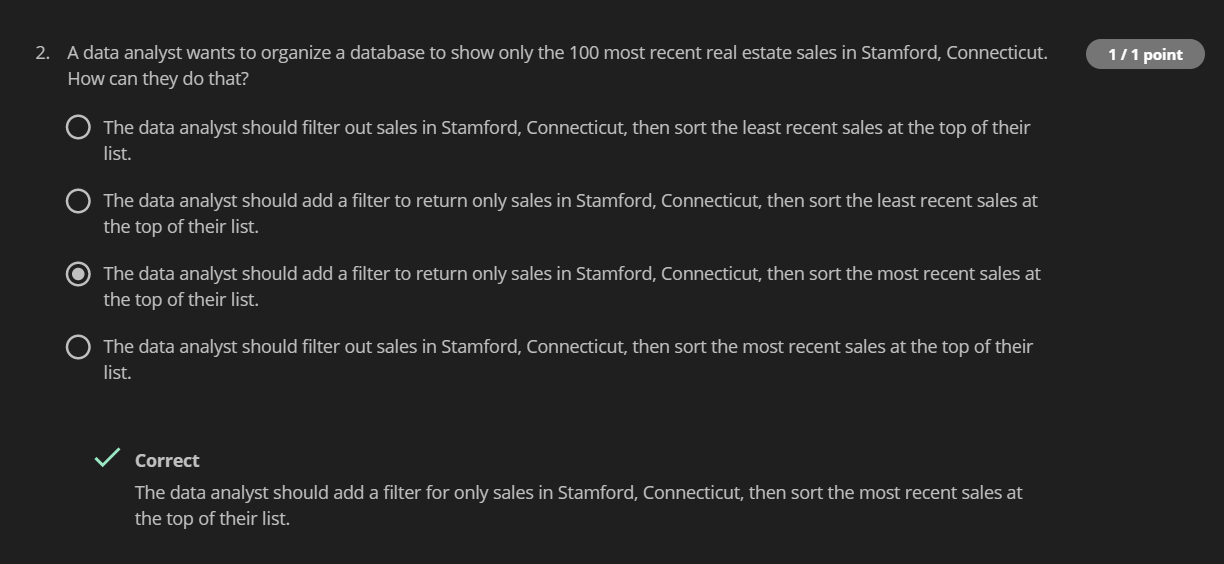 2. A data analyst wants to organize a database to show only the 100 most recent real estate sales in Stamford, Connecticut.
How can they do that?
1 / 1 point
The data analyst should filter out sales in Stamford, Connecticut, then sort the least recent sales at the top of their
list.
The data analyst should add a filter to return only sales in Stamford, Connecticut, then sort the least recent sales at
the top of their list.
The data analyst should add a filter to return only sales in Stamford, Connecticut, then sort the most recent sales at
the top of their list.
The data analyst should filter out sales in Stamford, Connecticut, then sort the most recent sales at the top of their
list.
Correct
The data analyst should add a filter for only sales in Stamford, Connecticut, then sort the most recent sales at
the top of their list.